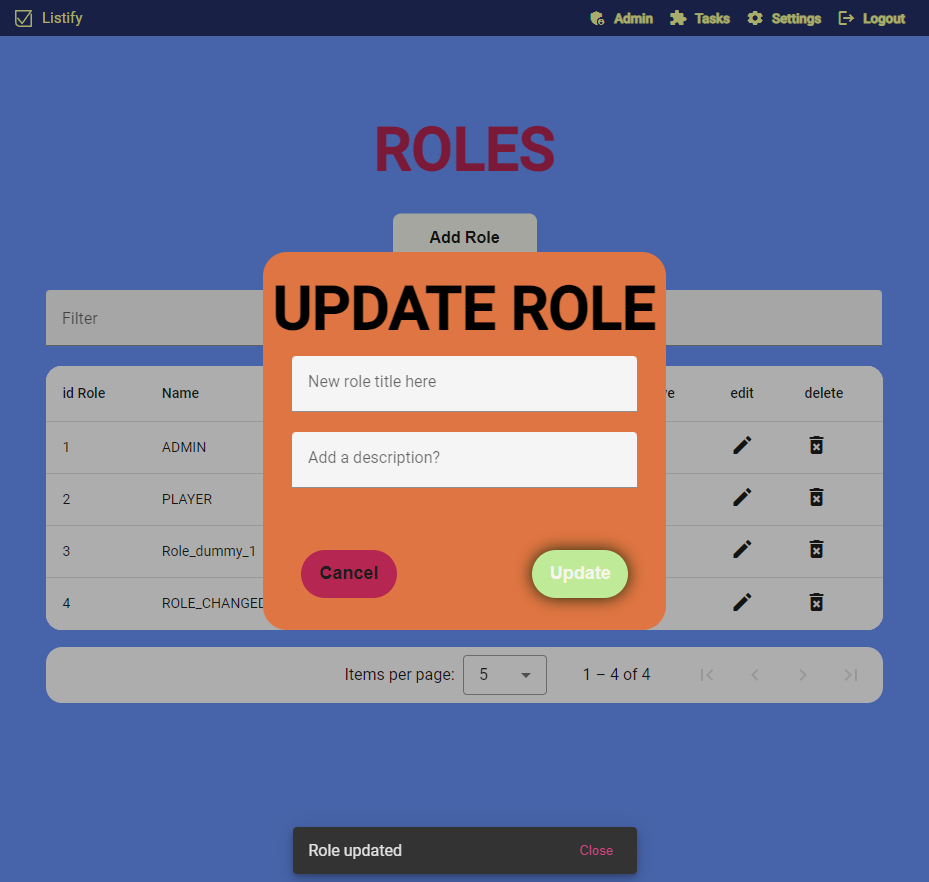 Listify Admin Tasks Settings Logout
ROLES
Add Role
Filter
UPDATE ROLE
New role title here
Add a description?
Cancel Update
id Role Name edit delete
1 ADMIN
2 PLAYER
3 Role_dummy_1
4 ROLE_CHANGED
Items per page: 5 1 – 4 of 4
Role updated Close